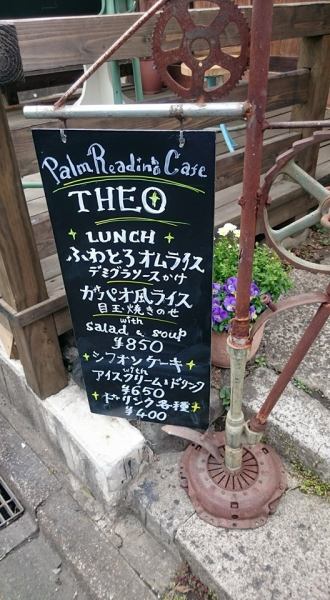 Palm Reading Cafe
THEO
LUNCH
ふわとろオムライス
デミグラソースかけ
ガパオ風ライス
目玉焼きのせ
with
salad & soup
¥850
シフォンケーキ
with
アイスクリーム&ドリンク
¥650
ドリンク各種
¥400